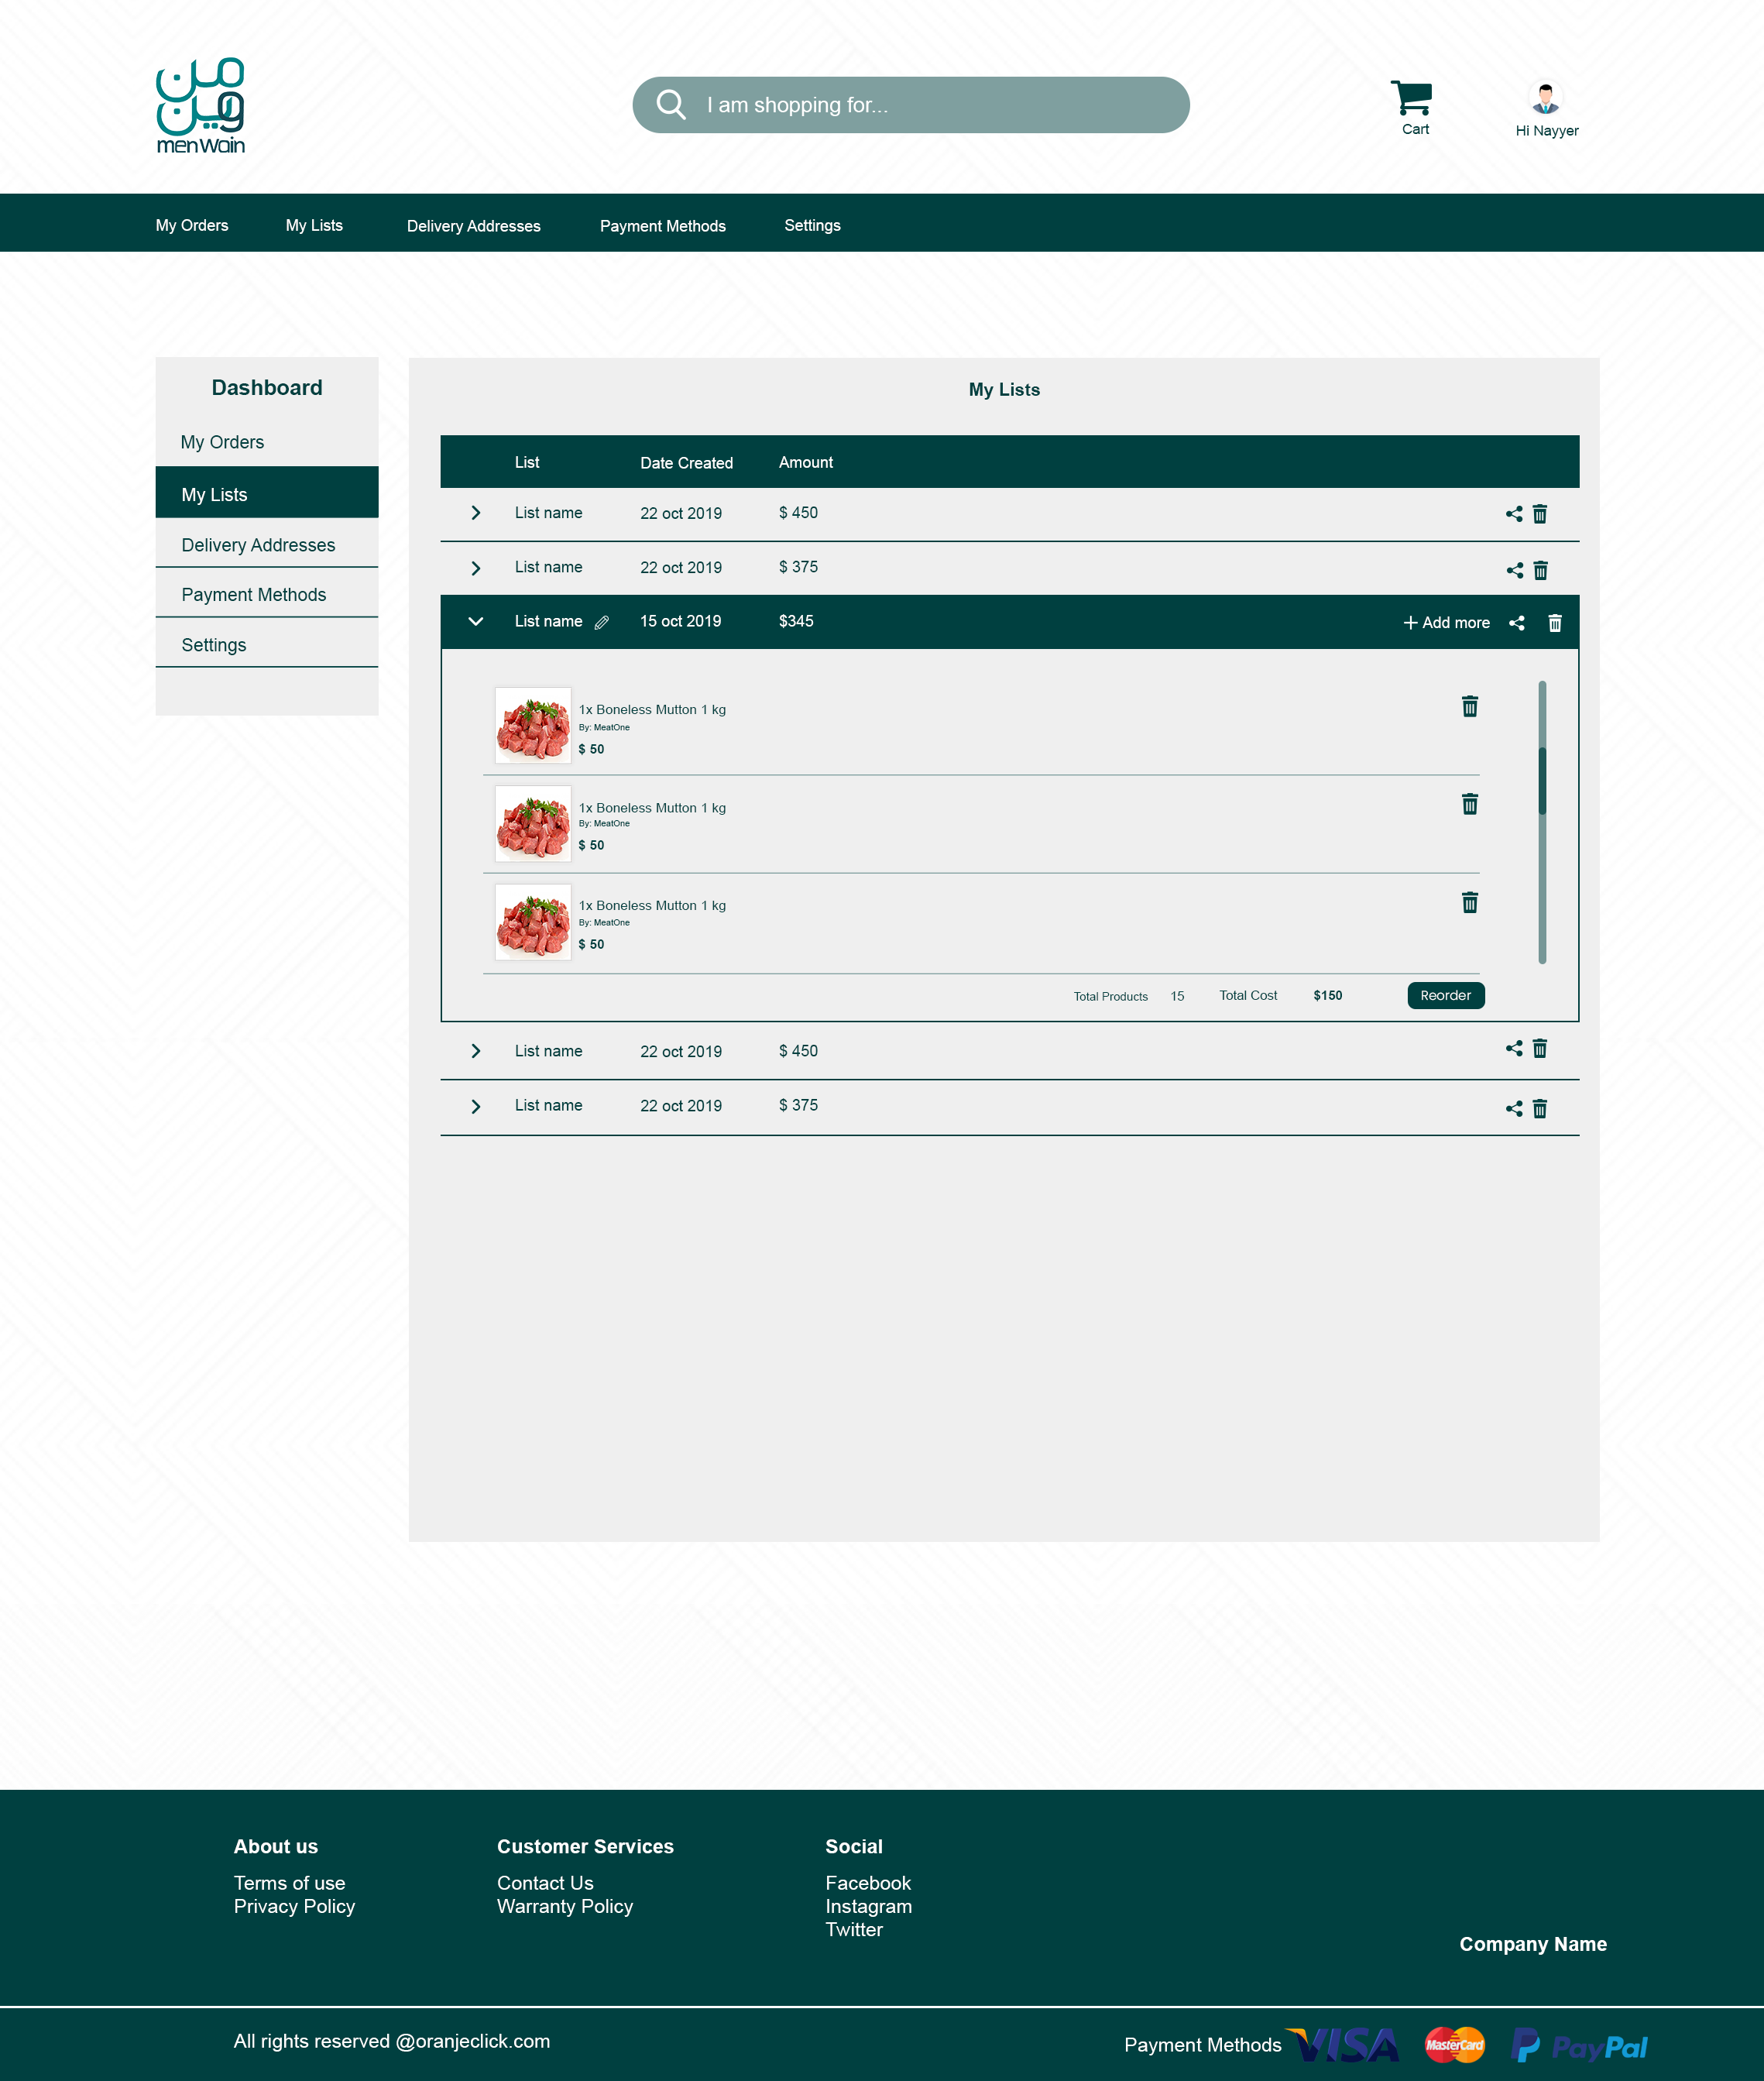 من
وين
menWain
I am shopping for...
Cart
Hi Nayyer
My Orders My Lists Delivery Addresses Payment Methods Settings
Dashboard
My Orders
My Lists
Delivery Addresses
Payment Methods
Settings
My Lists
List Date Created Amount
List name 22 oct 2019 $ 450
List name 22 oct 2019 $ 375
List name 15 oct 2019 $345 + Add more
1x Boneless Mutton 1 kg
By: MeatOne
$ 50
1x Boneless Mutton 1 kg
By: MeatOne
$ 50
1x Boneless Mutton 1 kg
By: MeatOne
$ 50
Total Products 15 Total Cost $150 Reorder
List name 22 oct 2019 $ 450
List name 22 oct 2019 $ 375
About us
Terms of use
Privacy Policy
Customer Services
Contact Us
Warranty Policy
Social
Facebook
Instagram
Twitter
Company Name
All rights reserved @oranjeclick.com
Payment Methods VISA MasterCard PayPal